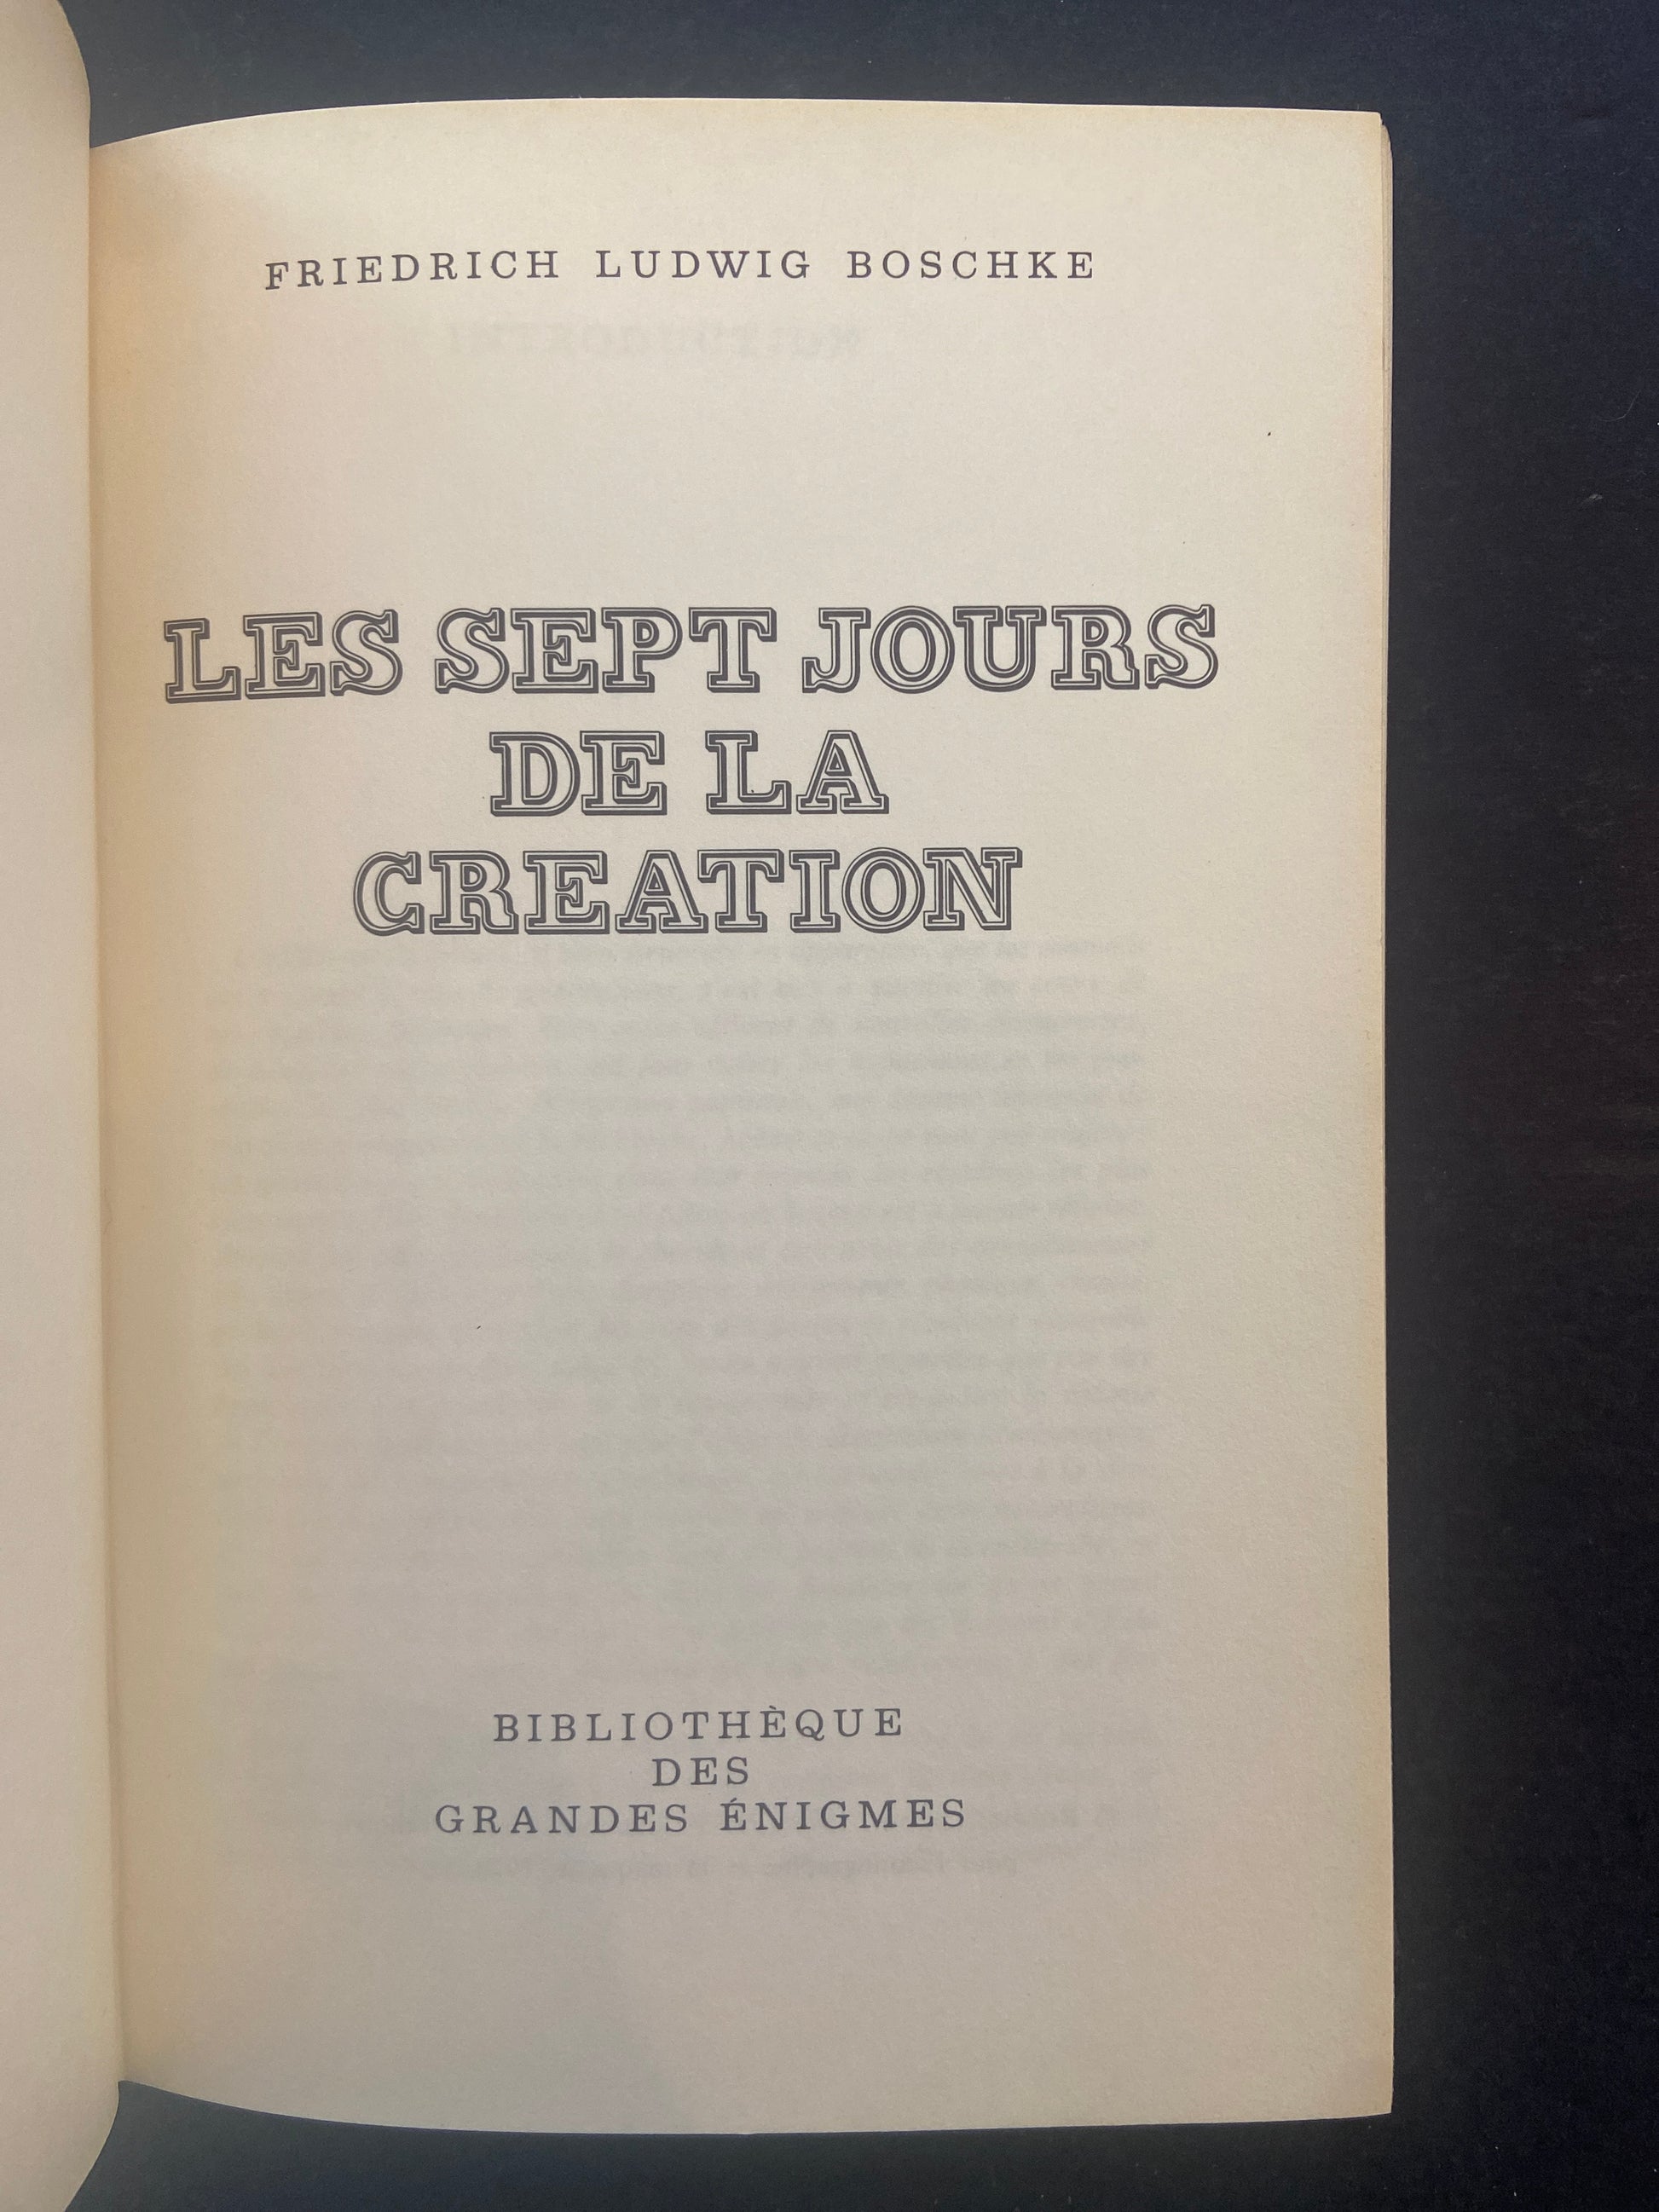 FRIEDRICH LUDWIG BOSCHKE
LES SEPT JOURS
DE LA
CREATION
BIBLIOTHÈQUE
DES
GRANDES ÉNIGMES